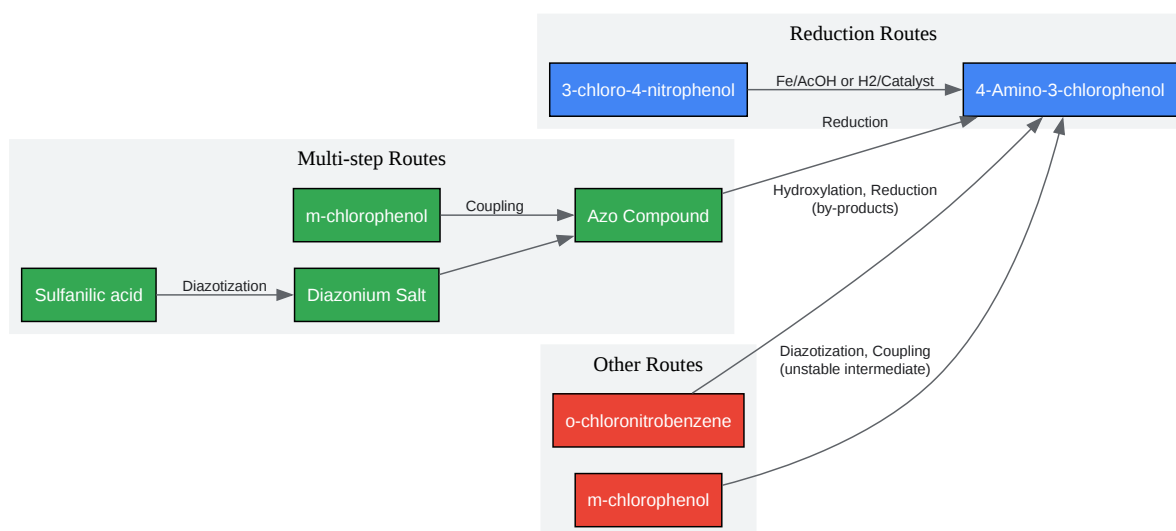 Reduction Routes
3-chloro-4-nitrophenol
Fe/AcOH or H2/Catalyst
4-Amino-3-chlorophenol
Reduction
Multi-step Routes
m-chlorophenol
Coupling
Azo Compound
Hydroxylation, Reduction
(by-products)
Sulfanilic acid
Diazotization
Diazonium Salt
Other Routes
Diazotization, Coupling
(unstable intermediate)
o-chloronitrobenzene
m-chlorophenol